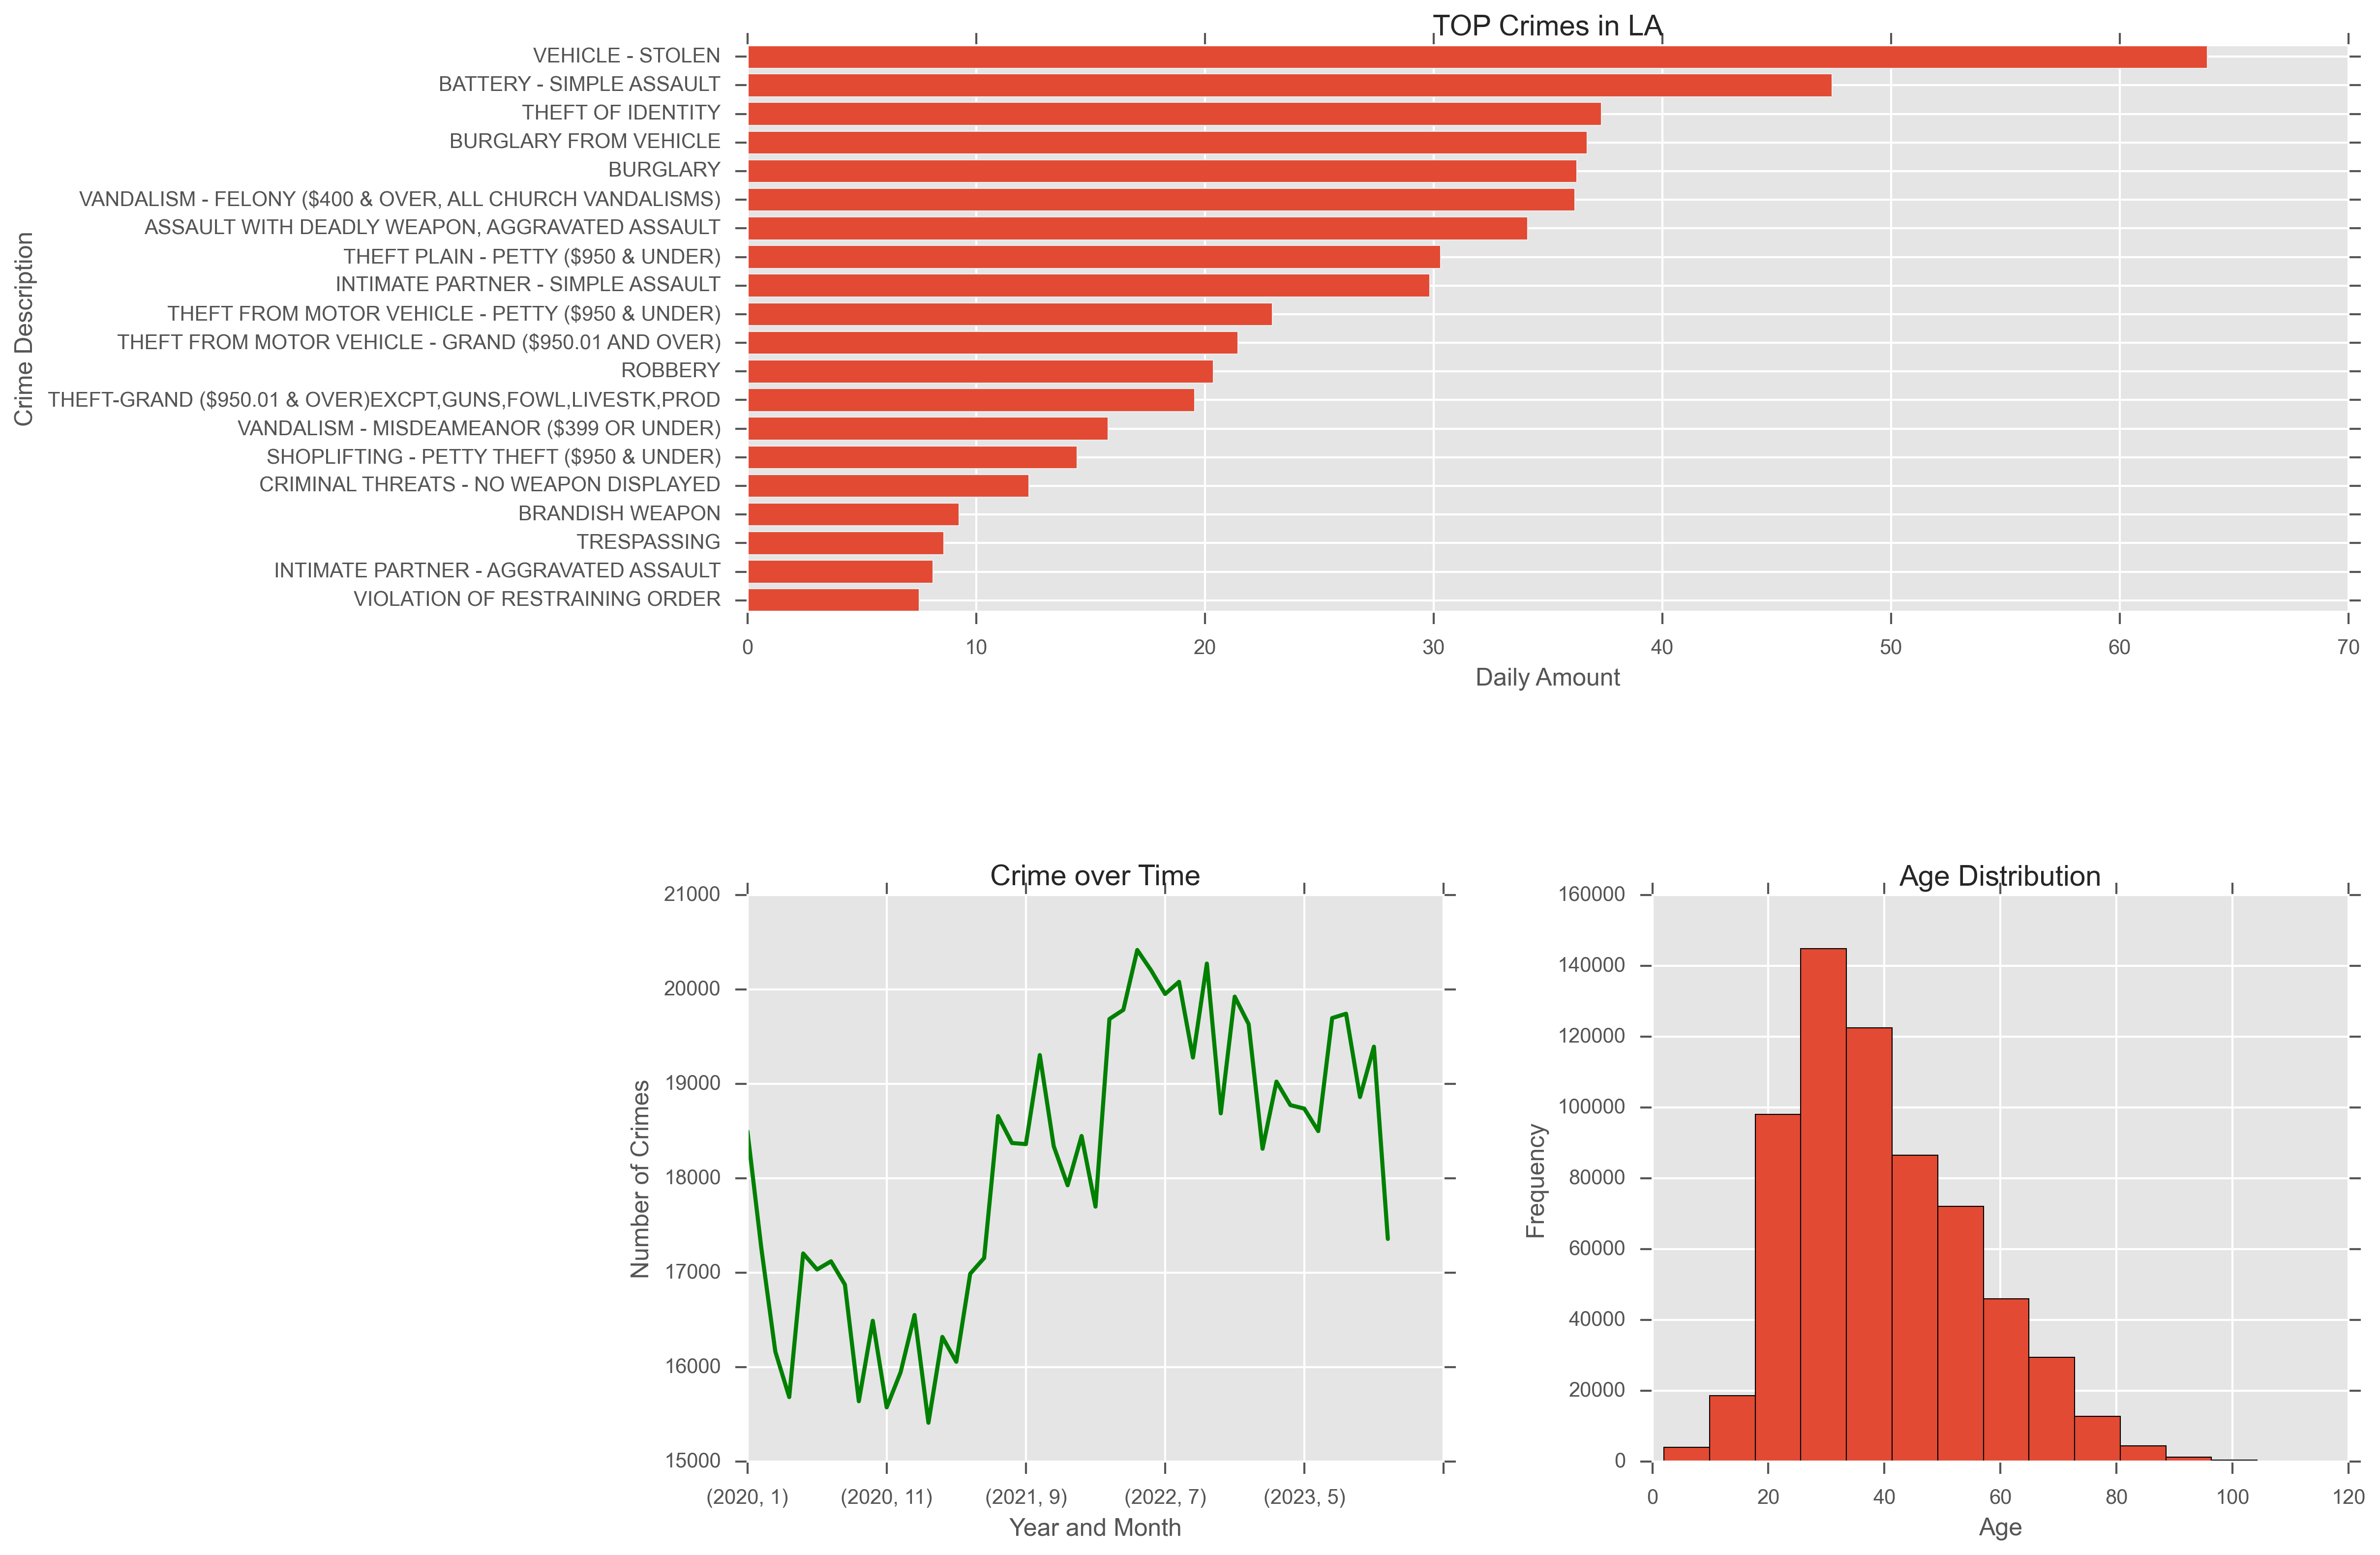 TOP Crimes in LA
Crime Description
VEHICLE - STOLEN
BATTERY - SIMPLE ASSAULT
THEFT OF IDENTITY
BURGLARY FROM VEHICLE
BURGLARY
VANDALISM - FELONY ($400 & OVER, ALL CHURCH VANDALISMS)
ASSAULT WITH DEADLY WEAPON, AGGRAVATED ASSAULT
THEFT PLAIN - PETTY ($950 & UNDER)
INTIMATE PARTNER - SIMPLE ASSAULT
THEFT FROM MOTOR VEHICLE - PETTY ($950 & UNDER)
THEFT FROM MOTOR VEHICLE - GRAND ($950.01 AND OVER)
ROBBERY
THEFT-GRAND ($950.01 & OVER)EXCPT,GUNS,FOWL,LIVESTK,PROD
VANDALISM - MISDEAMEANOR ($399 OR UNDER)
SHOPLIFTING - PETTY THEFT ($950 & UNDER)
CRIMINAL THREATS - NO WEAPON DISPLAYED
BRANDISH WEAPON
TRESPASSING
INTIMATE PARTNER - AGGRAVATED ASSAULT
VIOLATION OF RESTRAINING ORDER
0 10 20 30 40 50 60 70
Daily Amount
Crime over Time
Number of Crimes
21000
20000
19000
18000
17000
16000
15000
(2020, 1) (2020, 11) (2021, 9) (2022, 7) (2023, 5)
Year and Month
Age Distribution
Frequency
160000
140000
120000
100000
80000
60000
40000
20000
0
0 20 40 60 80 100 120
Age